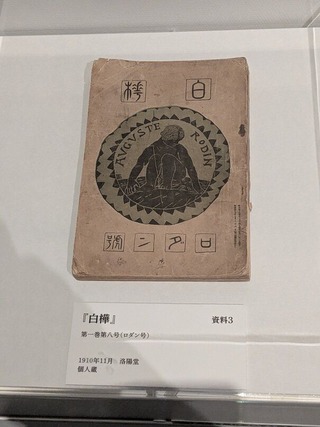 白樺
AVGVSTE RODIN
ロダン號
『白樺』 資料3
第一巻第八号(ロダン号)
1910年11月 洛陽堂
個人蔵